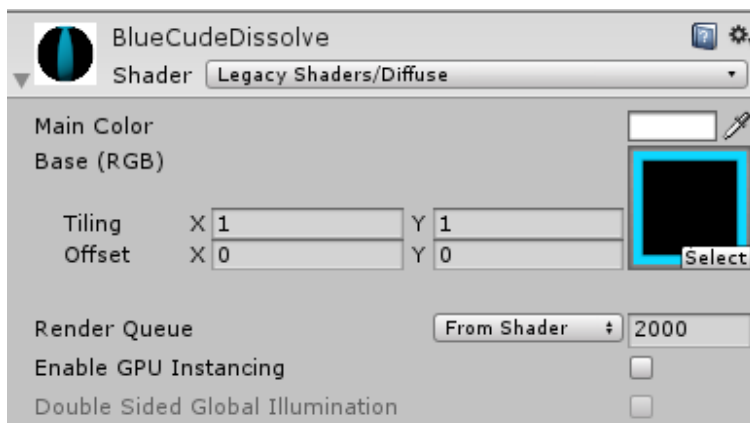 BlueCudeDissolve
Shader Legacy Shaders/Diffuse
Main Color
Base (RGB)
Tiling X 1 Y 1
Offset X 0 Y 0
Select
Render Queue From Shader 2000
Enable GPU Instancing
Double Sided Global Illumination